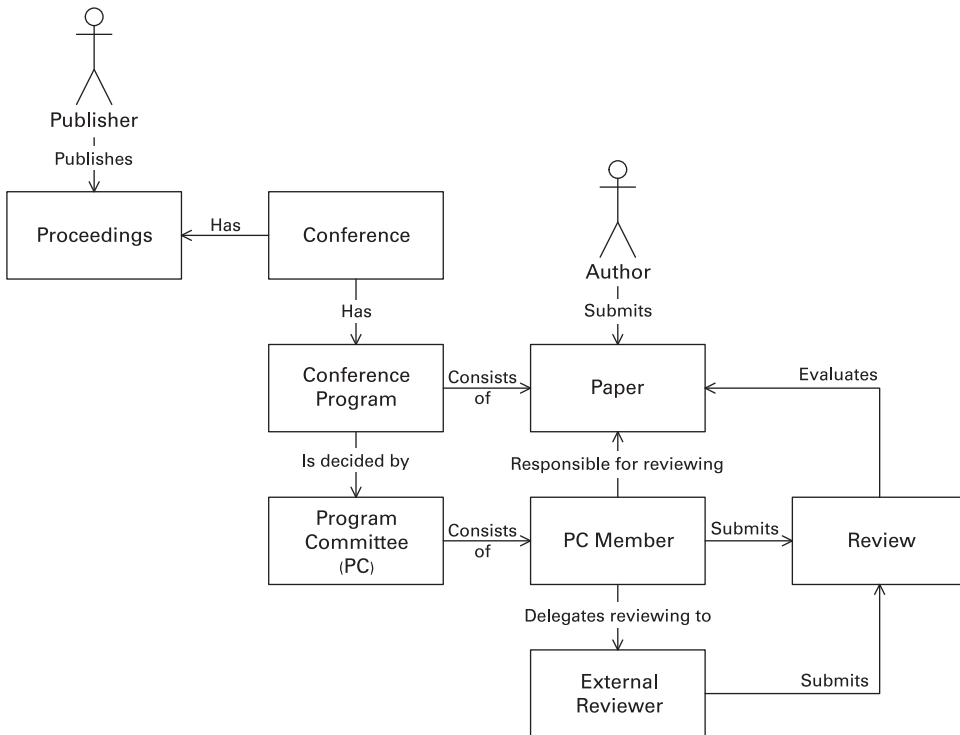 Publisher
Publishes
Proceedings
Has
Conference
Author
Has
Submits
Conference
Program
Consists
of
Paper
Evaluates
Is decided by
Responsible for reviewing
Program
Committee
(PC)
Consists
of
PC Member
Submits
Review
Delegates reviewing to
External
Reviewer
Submits